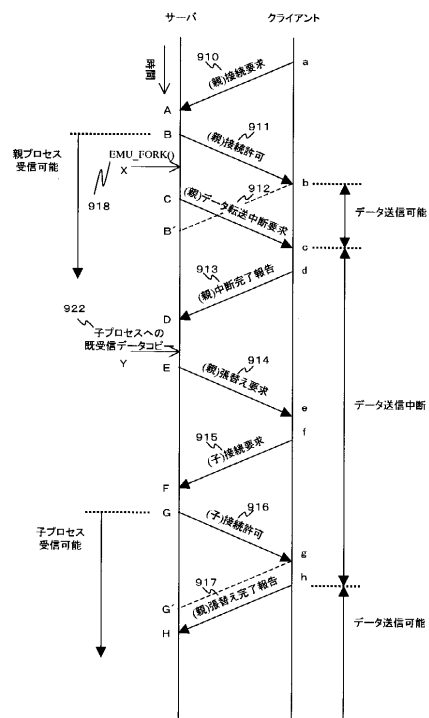 サーバ
クライアント
時間
910
a
(親)接続要求
A
B
911
(親)接続許可
親プロセス
受信可能
EMU_FORK()
X
918
912
b
C
(親)データ転送中断要求
データ送信可能
B'
c
913
d
(親)中断完了報告
D
922
子プロセスへの
既受信データコピー
Y
914
E
(親)張替え要求
データ送信中断
e
915
f
(子)接続要求
F
916
G
(子)接続許可
子プロセス
受信可能
g
917
h
(親)張替え完了報告
G'
H
データ送信可能